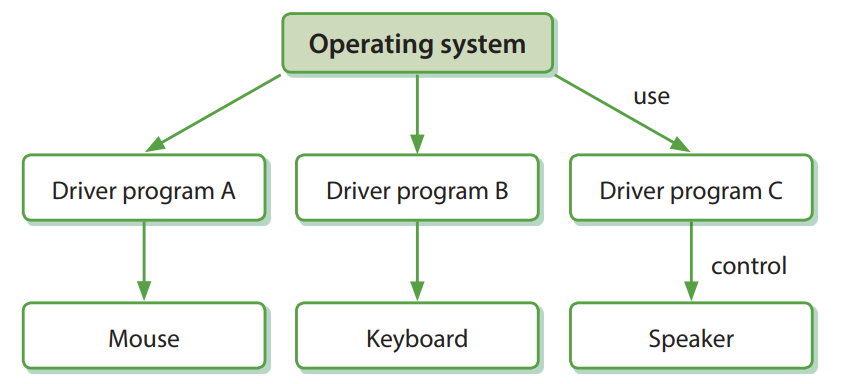 Operating system
use
Driver program A
Driver program B
Driver program C
control
Mouse
Keyboard
Speaker